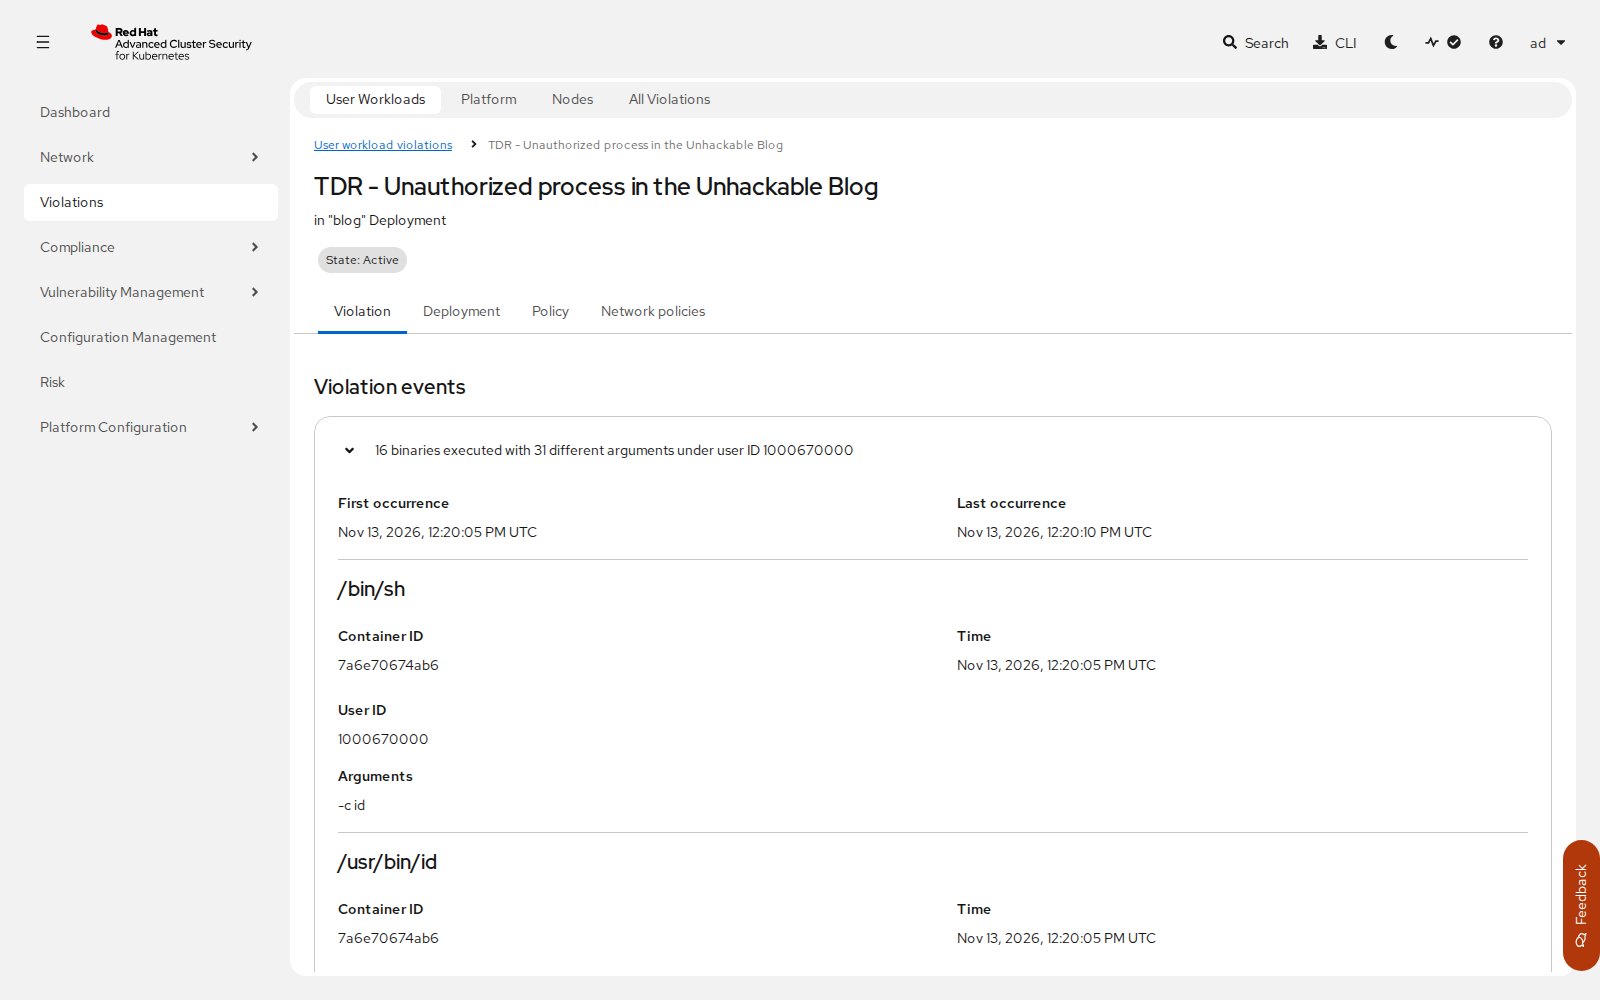 Red Hat
Advanced Cluster Security
for Kubernetes
Search
CLI
ad
Dashboard
Network
Violations
Compliance
Vulnerability Management
Configuration Management
Risk
Platform Configuration
User Workloads
Platform
Nodes
All Violations
User workload violations
TDR - Unauthorized process in the Unhackable Blog
TDR - Unauthorized process in the Unhackable Blog
in "blog" Deployment
State: Active
Violation
Deployment
Policy
Network policies
Violation events
16 binaries executed with 31 different arguments under user ID 1000670000
First occurrence
Last occurrence
Nov 13, 2026, 12:20:05 PM UTC
Nov 13, 2026, 12:20:10 PM UTC
/bin/sh
Container ID
Time
7a6e70674ab6
Nov 13, 2026, 12:20:05 PM UTC
User ID
1000670000
Arguments
-c id
/usr/bin/id
Container ID
Time
7a6e70674ab6
Nov 13, 2026, 12:20:05 PM UTC
Feedback